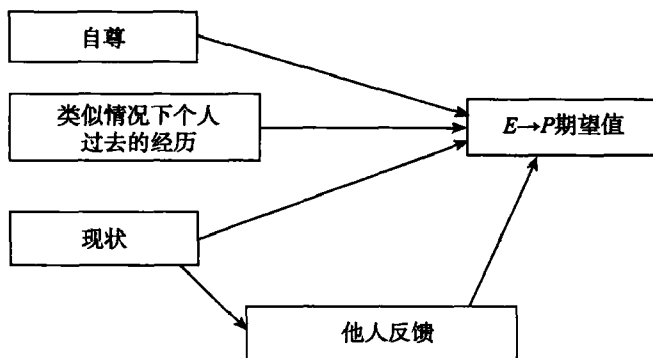 自尊
类似情况下个人
过去的经历
E→P期望值
现状
他人反馈